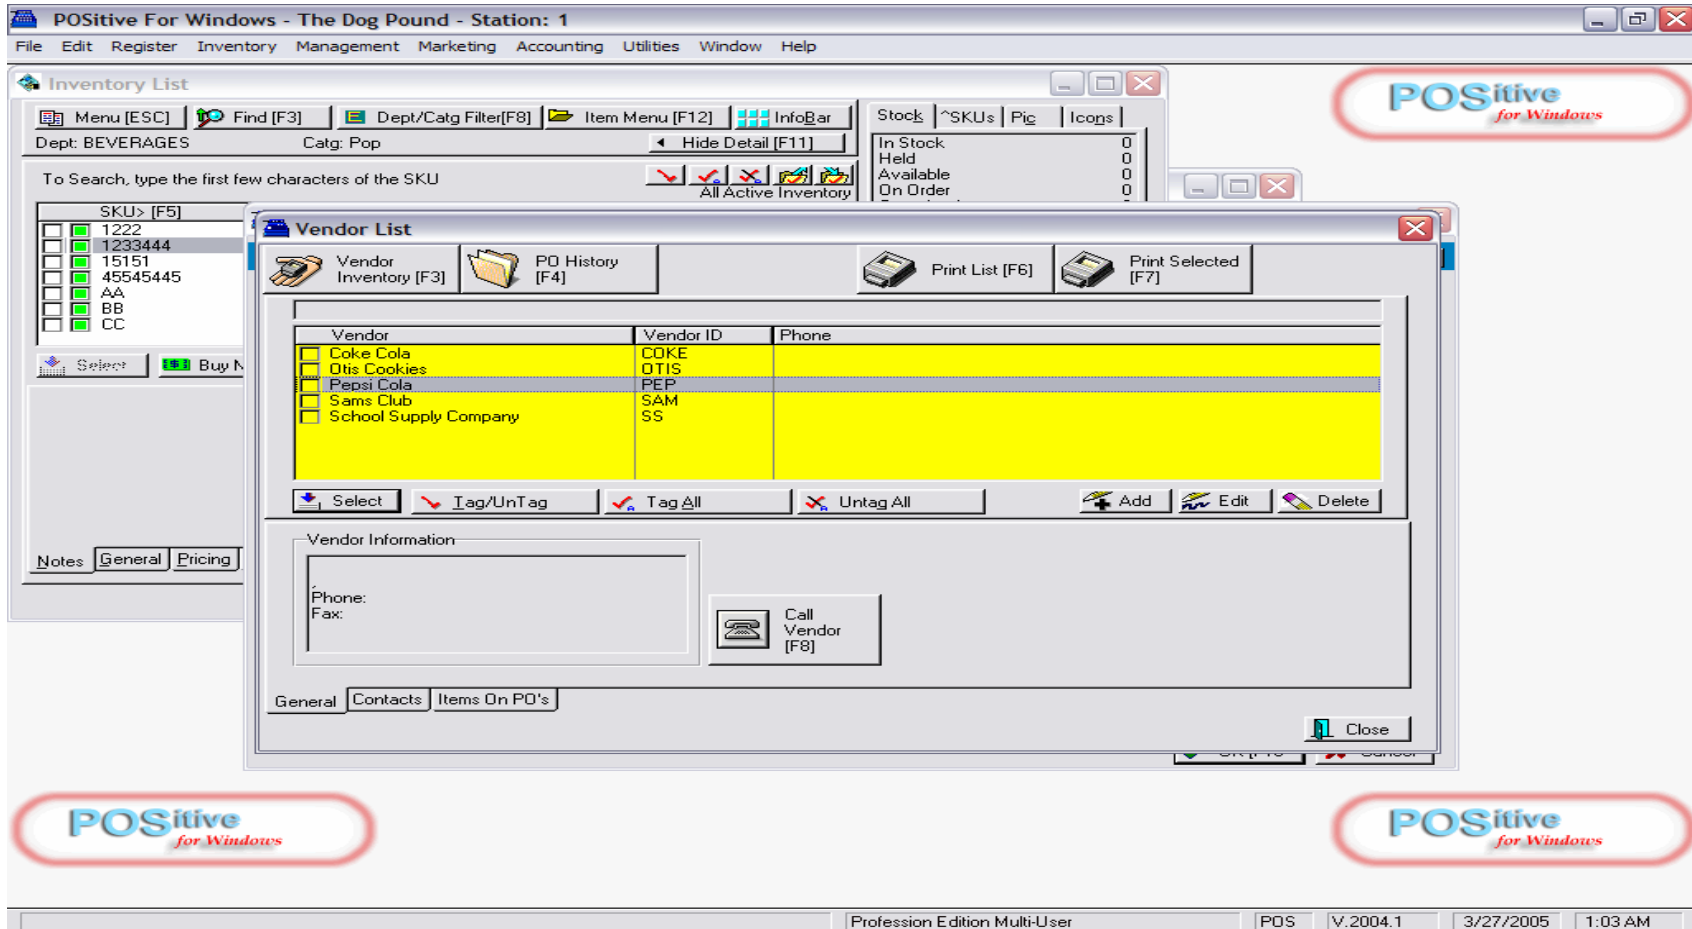 POSitive For Windows - The Dog Pound - Station: 1
File Edit Register Inventory Management Marketing Accounting Utilities Window Help
Inventory List
POSitive
for Windows
Menu [ESC] Find [F3] Dept/Catg Filter[F8] Item Menu [F12] InfoBar
Stock ^SKUs Pic Icons
Dept: BEVERAGES Catg: Pop Hide Detail [F11]
In Stock 0
Held 0
Available 0
On Order 0
To Search, type the first few characters of the SKU
All Active Inventory
SKU> [F5]
1222
1233444
15151
45545445
AA
BB
CC
Select Buy N
Notes General Pricing
Vendor List
Vendor Inventory [F3]
PO History [F4]
Print List [F6]
Print Selected [F7]
Vendor Vendor ID Phone
Coke Cola COKE
Otis Cookies OTIS
Pepsi Cola PEP
Sams Club SAM
School Supply Company SS
Select Tag/UnTag Tag All Untag All Add Edit Delete
Vendor Information
Phone:
Fax:
Call
Vendor
[F8]
General Contacts Items On PO's
Close
POSitive
for Windows
POSitive
for Windows
Profession Edition Multi-User POS V.2004.1 3/27/2005 1:03 AM